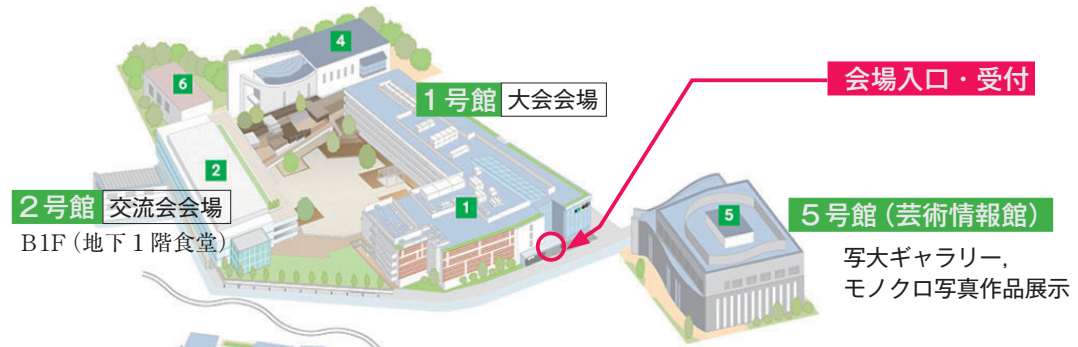 4
6
1号館 大会会場
会場入口・受付
2
2号館 交流会会場
B1F（地下1階食堂）
1
5
5号館（芸術情報館）
写大ギャラリー,
モノクロ写真作品展示